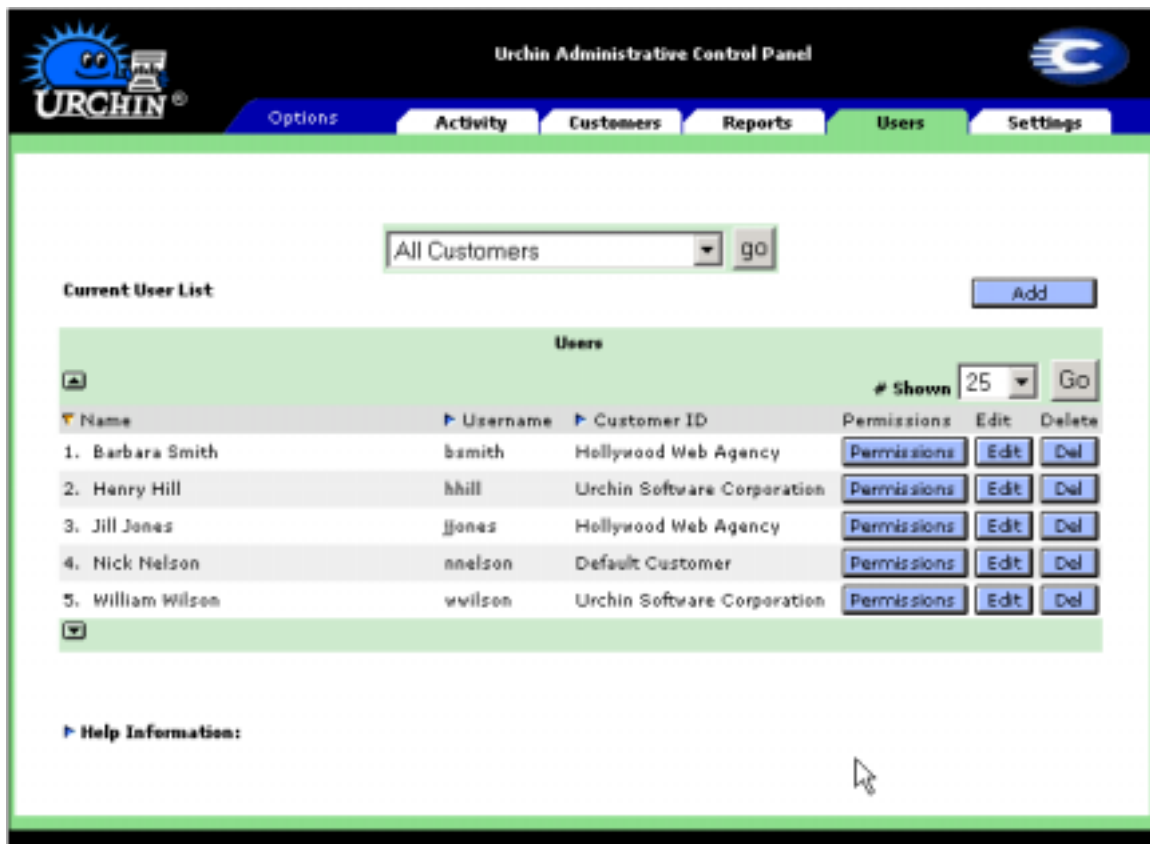 Urchin Administrative Control Panel
URCHIN®
C
Options Activity Customers Reports Users Settings
All Customers go
Current User List Add
Users
# Shown 25 Go
Name Username Customer ID Permissions Edit Delete
1. Barbara Smith bsmith Hollywood Web Agency Permissions Edit Del
2. Henry Hill hhill Urchin Software Corporation Permissions Edit Del
3. Jill Jones jjones Hollywood Web Agency Permissions Edit Del
4. Nick Nelson nnelson Default Customer Permissions Edit Del
5. William Wilson wwilson Urchin Software Corporation Permissions Edit Del
Help Information: